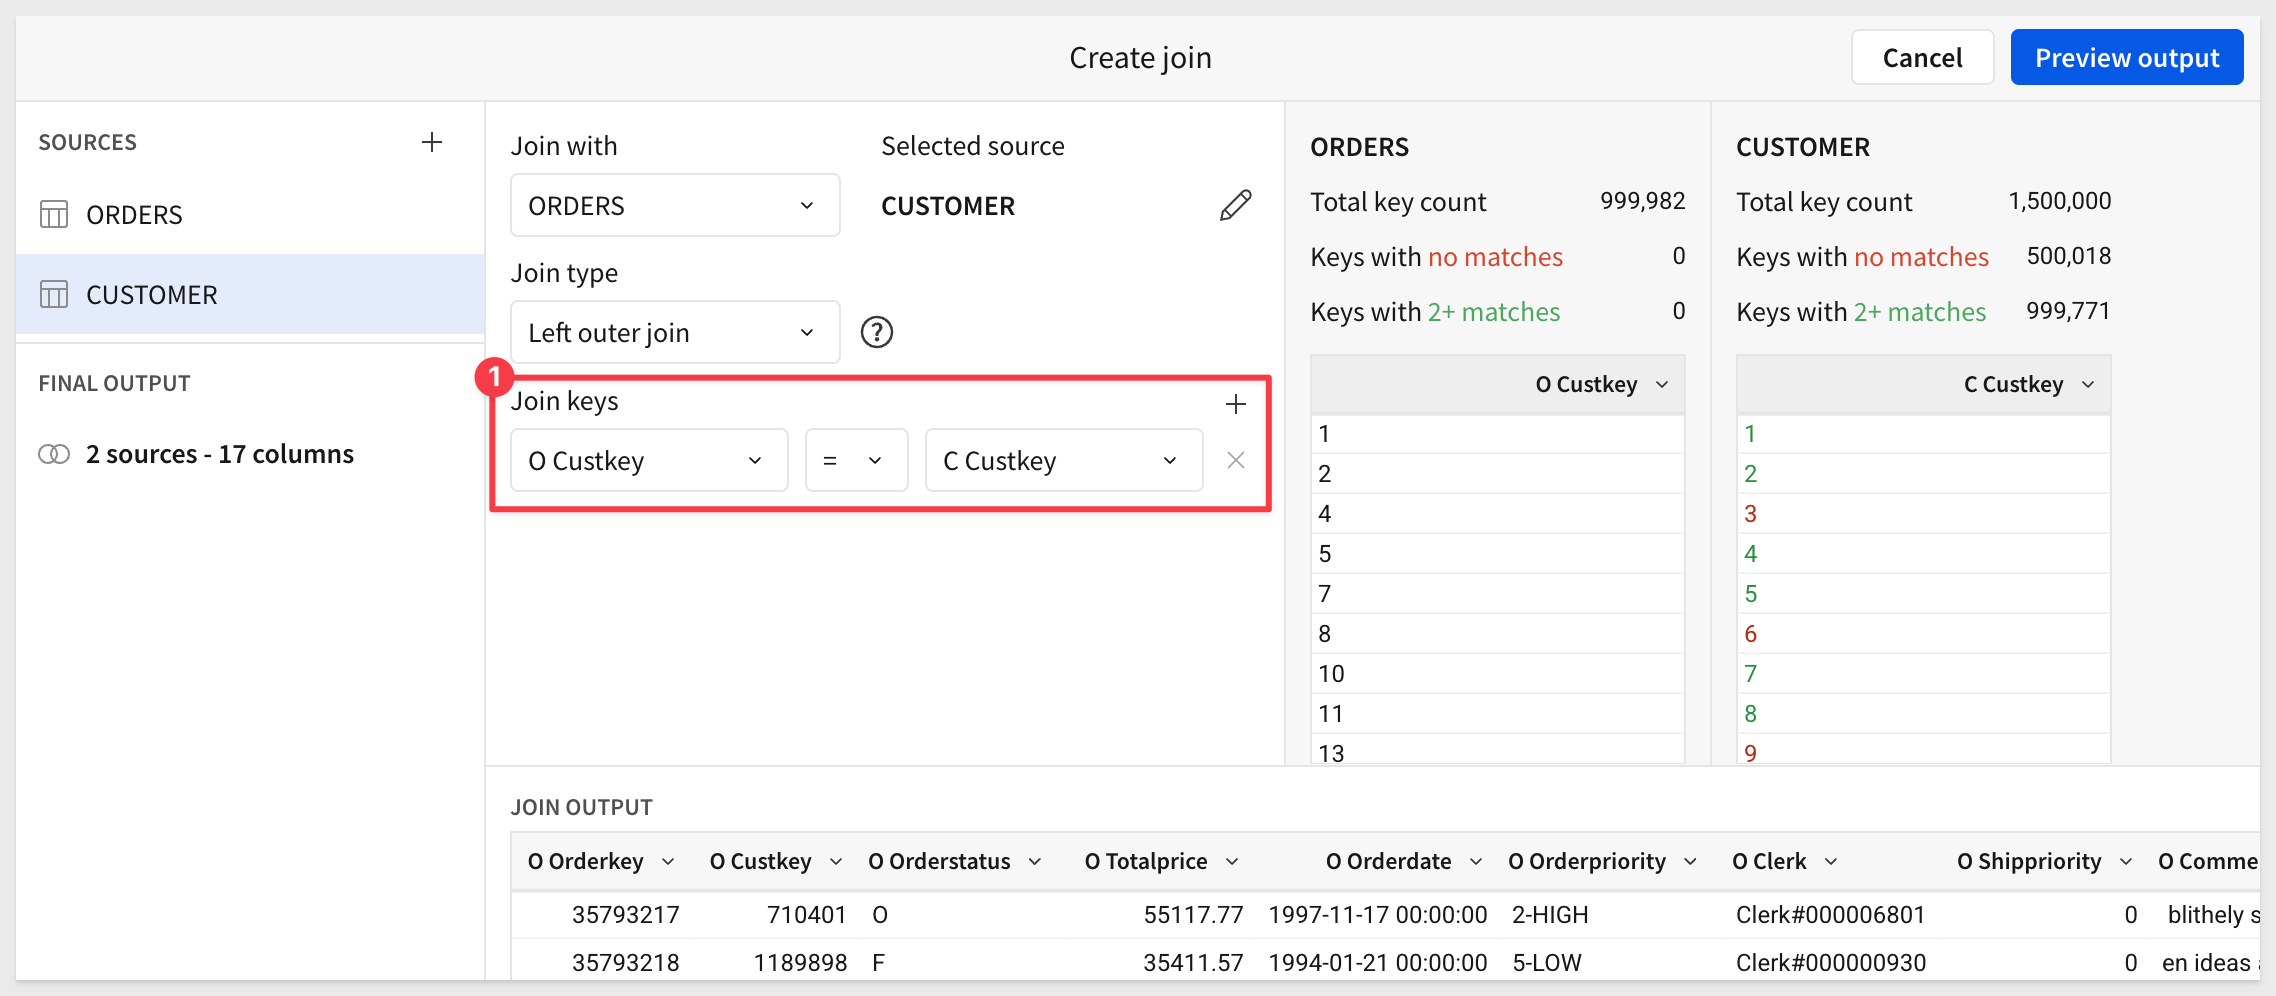 Create join
Cancel
Preview output
SOURCES
ORDERS
CUSTOMER
FINAL OUTPUT
2 sources - 17 columns
Join with
Selected source
ORDERS
CUSTOMER
Join type
Left outer join
?
1
Join keys
O Custkey
=
C Custkey
ORDERS
Total key count 999,982
Keys with no matches 0
Keys with 2+ matches 0
O Custkey
1
2
4
5
7
8
10
11
13
CUSTOMER
Total key count 1,500,000
Keys with no matches 500,018
Keys with 2+ matches 999,771
C Custkey
1
2
3
4
5
6
7
8
9
JOIN OUTPUT
O Orderkey O Custkey O Orderstatus O Totalprice O Orderdate O Orderpriority O Clerk O Shippriority O Comme
35793217 710401 O 55117.77 1997-11-17 00:00:00 2-HIGH Clerk#000006801 0 blithely s
35793218 1189898 F 35411.57 1994-01-21 00:00:00 5-LOW Clerk#000000930 0 en ideas